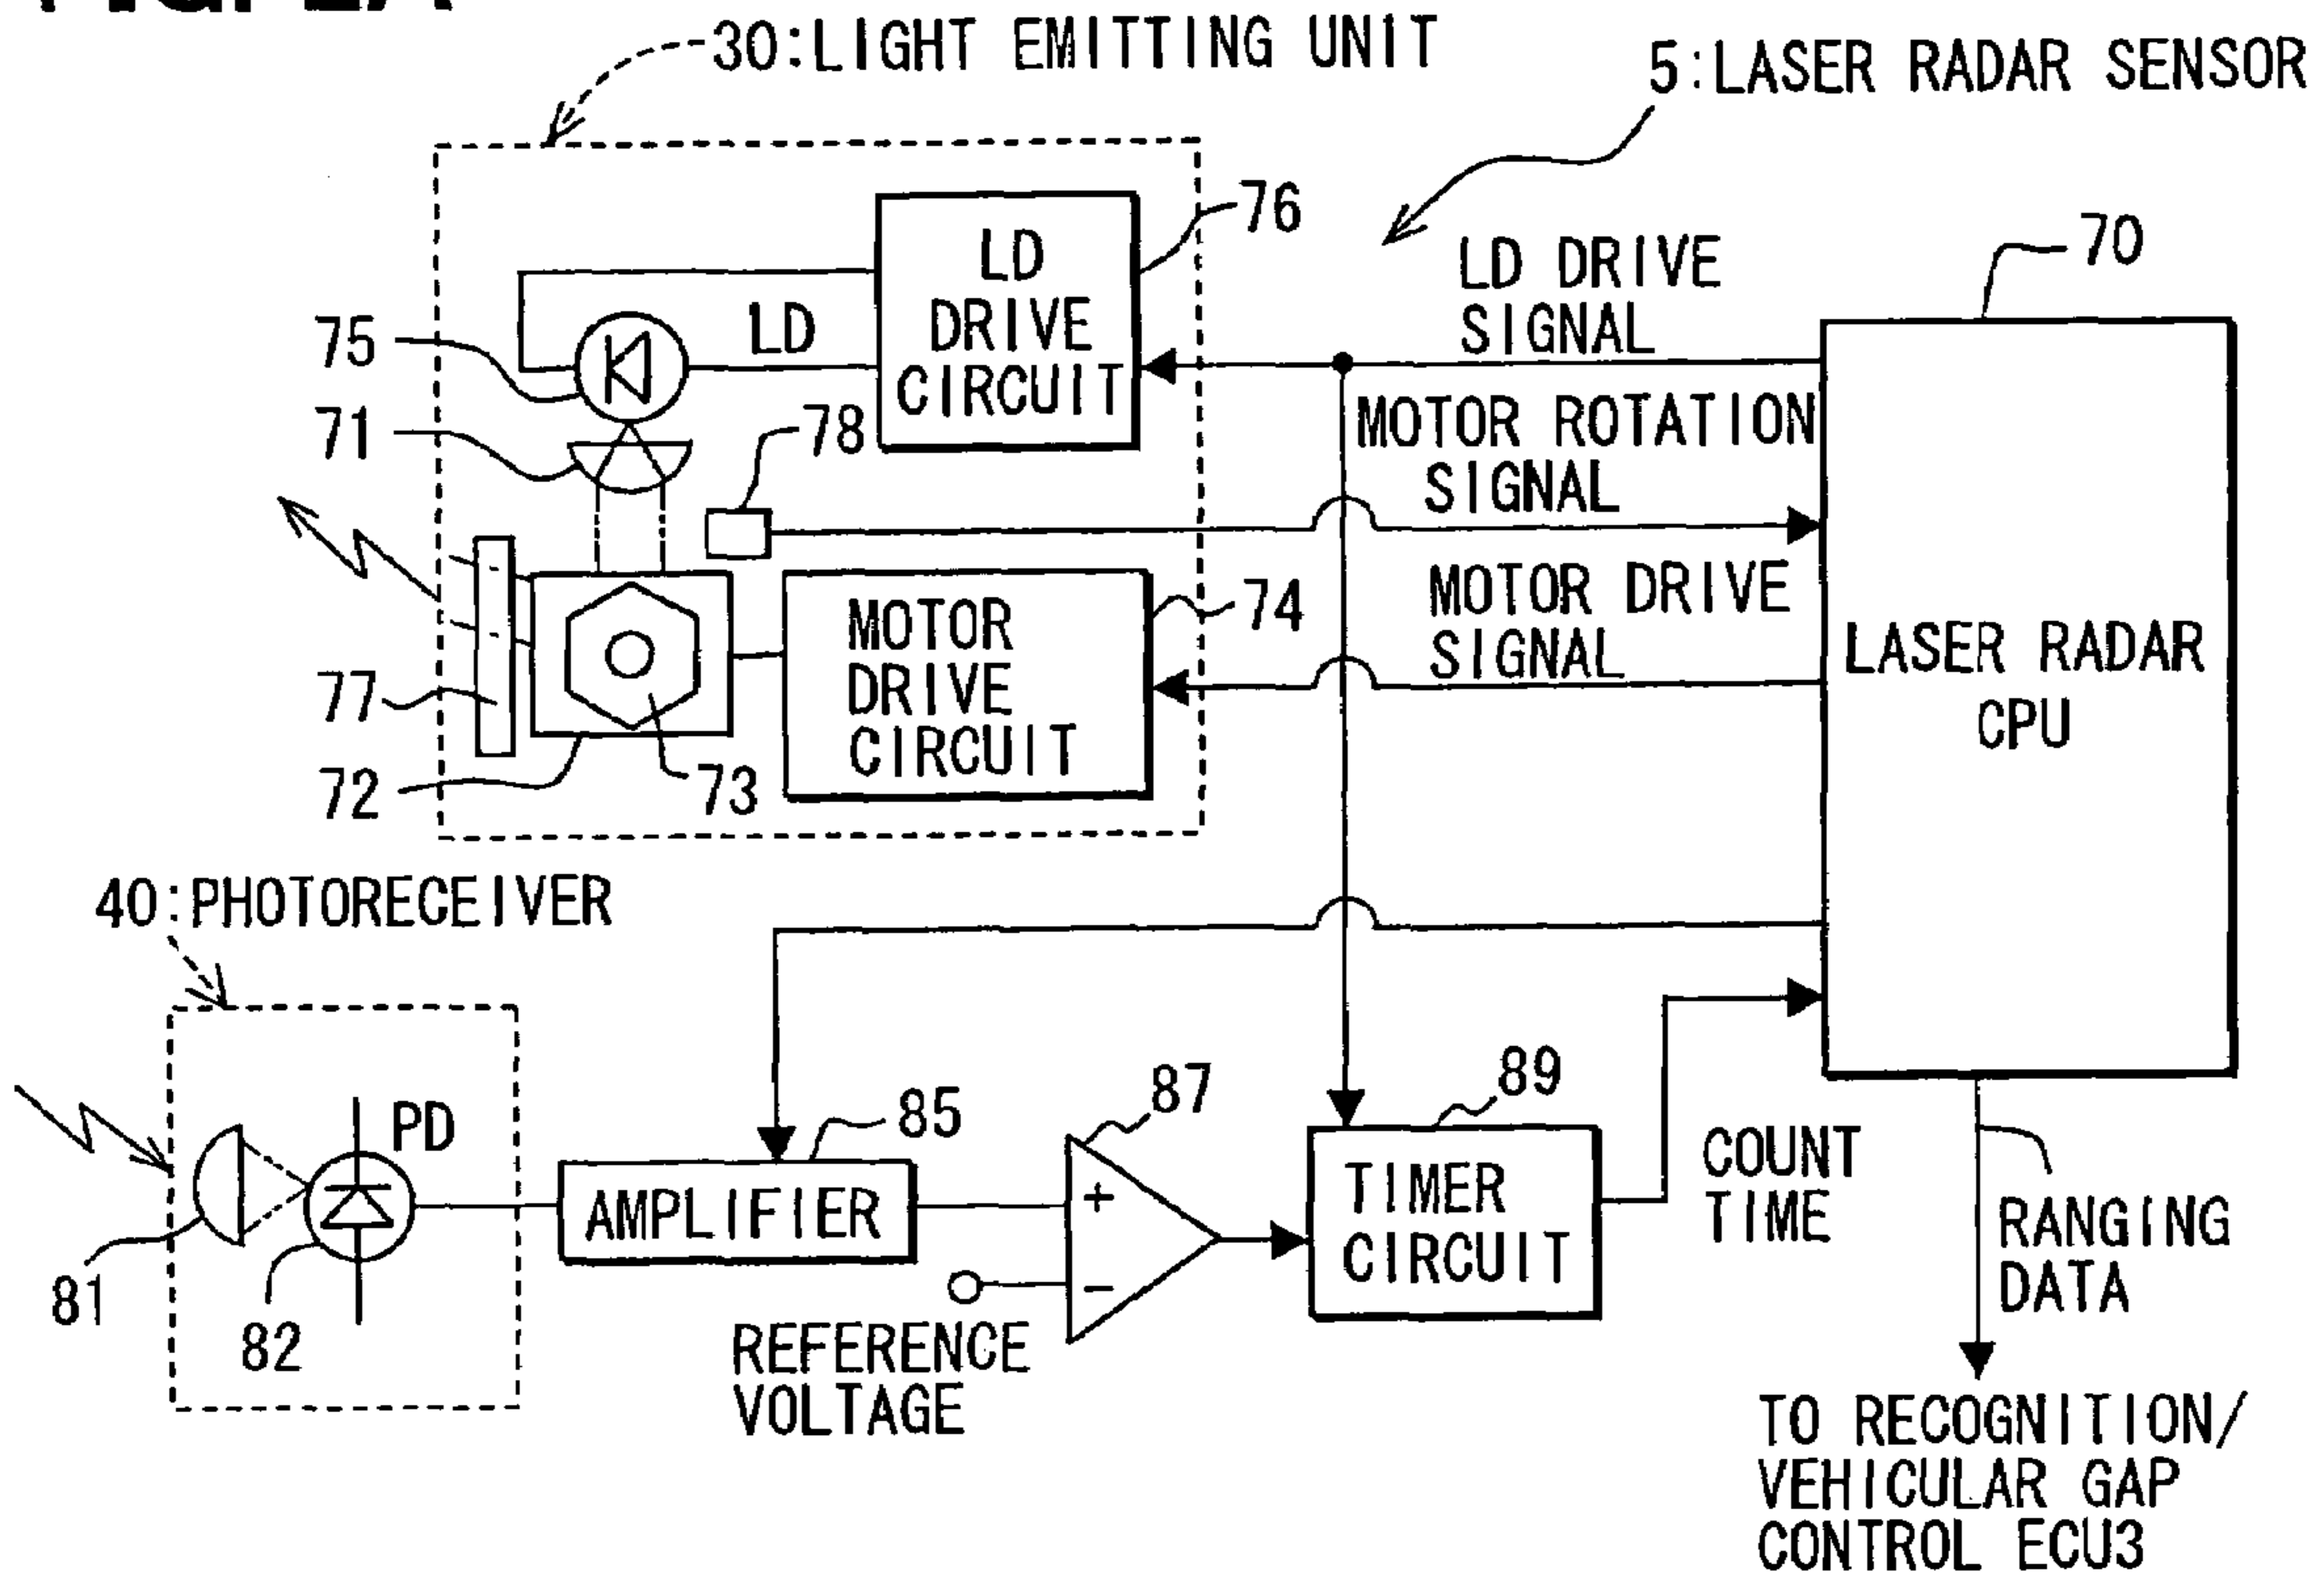 30:LIGHT EMITTING UNIT
5:LASER RADAR SENSOR
76
LD
DRIVE
CIRCUIT
LD DRIVE
SIGNAL
70
75
LD
71
78
MOTOR ROTATION
SIGNAL
MOTOR
DRIVE
CIRCUIT
74
MOTOR DRIVE
SIGNAL
LASER RADAR
CPU
77
72
73
40:PHOTORECEIVER
PD
85
87
89
AMPLIFIER
+
-
TIMER
CIRCUIT
COUNT
TIME
RANGING
DATA
81
82
REFERENCE
VOLTAGE
TO RECOGNITION/
VEHICULAR GAP
CONTROL ECU3